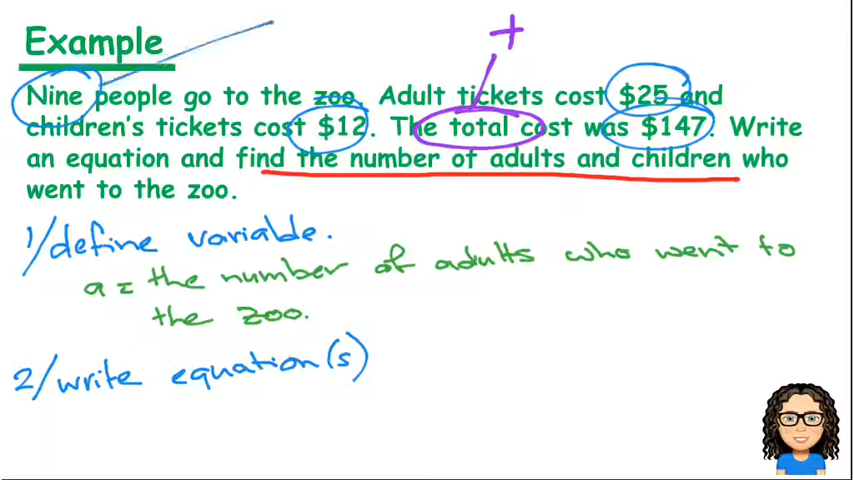 Example
+
Nine people go to the zoo. Adult tickets cost $25 and
children's tickets cost $12. The total cost was $147. Write
an equation and find the number of adults and children who
went to the zoo.
1/define variable.
a = the number of adults who went to
the zoo.
2/write equation(s)